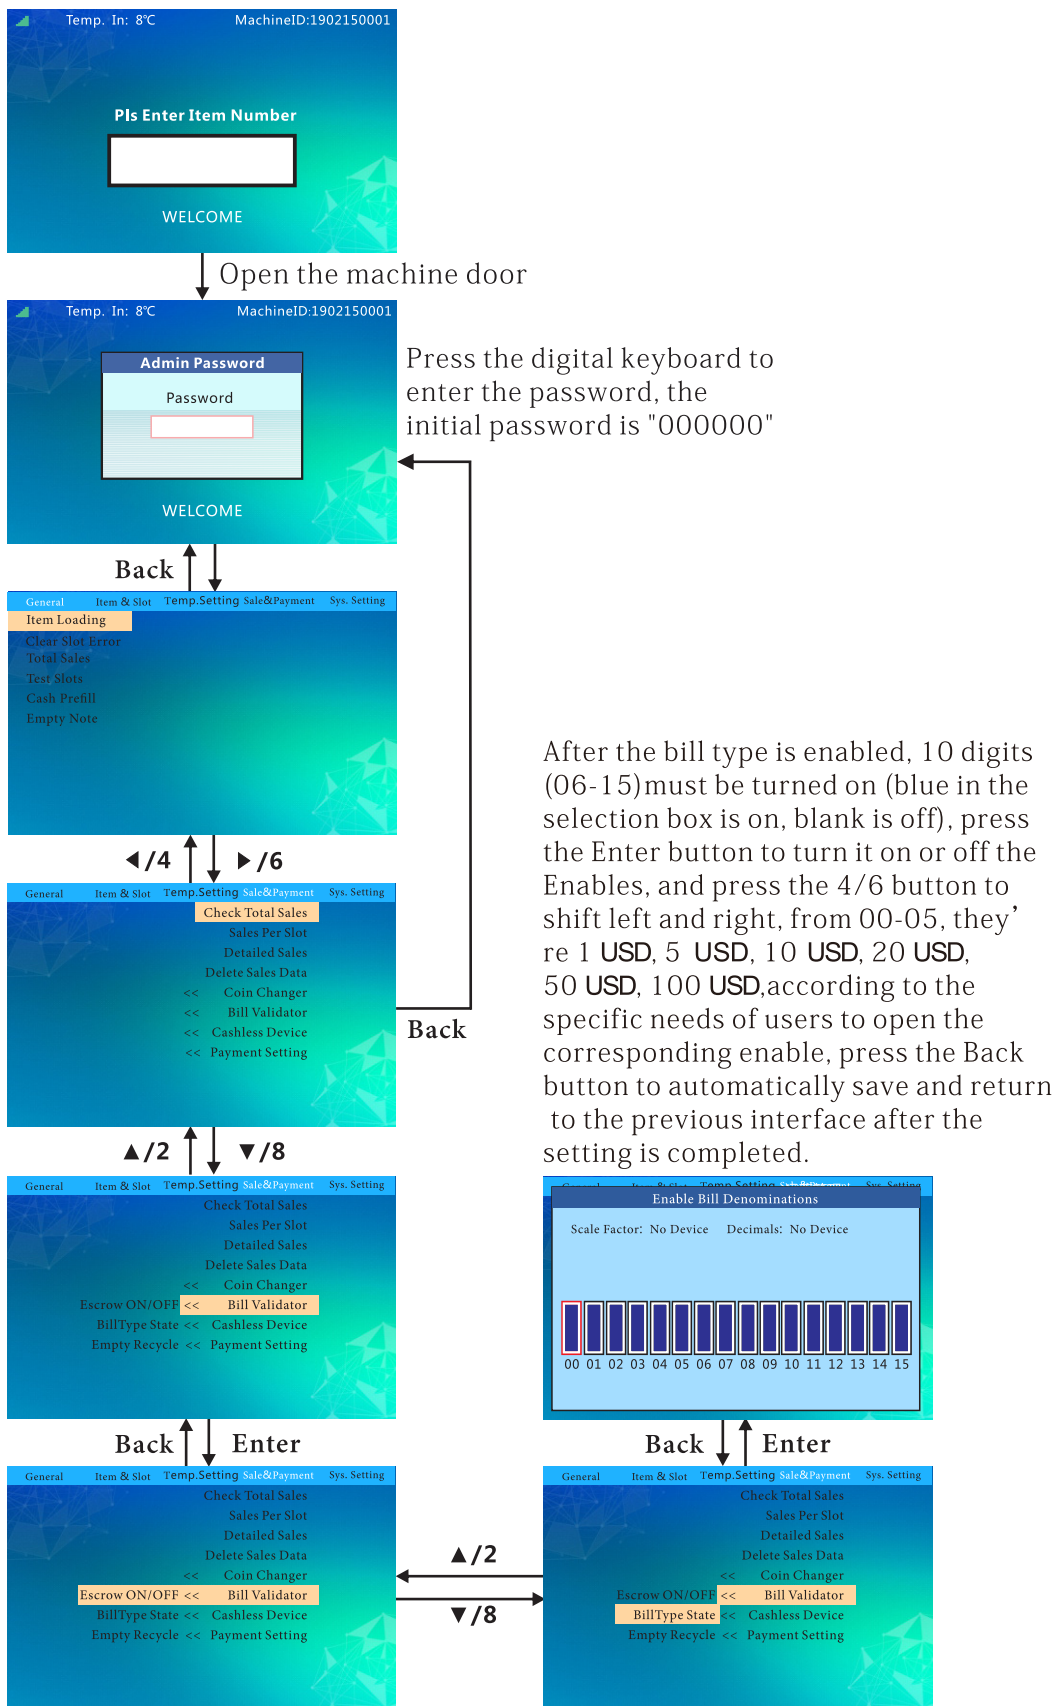 Temp. In: 8℃ MachineID:1902150001
Pls Enter Item Number
WELCOME
Open the machine door
Temp. In: 8℃ MachineID:1902150001
Admin Password
Password
WELCOME
Press the digital keyboard to
enter the password, the
initial password is "000000"
Back
General Item & Slot Temp.Setting Sale&Payment Sys. Setting
Item Loading
Clear Slot Error
Total Sales
Test Slots
Cash Prefill
Empty Note
◀/4 ▶/6
General Item & Slot Temp.Setting Sale&Payment Sys. Setting
Check Total Sales
Sales Per Slot
Detailed Sales
Delete Sales Data
<< Coin Changer
<< Bill Validator
<< Cashless Device
<< Payment Setting
Back
▲/2 ▼/8
After the bill type is enabled, 10 digits
(06-15)must be turned on (blue in the
selection box is on, blank is off), press
the Enter button to turn it on or off the
Enables, and press the 4/6 button to
shift left and right, from 00-05, they’
re 1 USD, 5 USD, 10 USD, 20 USD,
50 USD, 100 USD,according to the
specific needs of users to open the
corresponding enable, press the Back
button to automatically save and return
to the previous interface after the
setting is completed.
General Item & Slot Temp.Setting Sale&Payment Sys. Setting
Check Total Sales
Sales Per Slot
Detailed Sales
Delete Sales Data
<< Coin Changer
Escrow ON/OFF << Bill Validator
BillType State << Cashless Device
Empty Recycle << Payment Setting
Back Enter
General Item & Slot Temp.Setting Sale&Payment Sys. Setting
Enable Bill Denominations
Scale Factor: No Device Decimals: No Device
00 01 02 03 04 05 06 07 08 09 10 11 12 13 14 15
Back Enter
General Item & Slot Temp.Setting Sale&Payment Sys. Setting
Check Total Sales
Sales Per Slot
Detailed Sales
Delete Sales Data
<< Coin Changer
Escrow ON/OFF << Bill Validator
BillType State << Cashless Device
Empty Recycle << Payment Setting
▲/2
▼/8
General Item & Slot Temp.Setting Sale&Payment Sys. Setting
Check Total Sales
Sales Per Slot
Detailed Sales
Delete Sales Data
<< Coin Changer
Escrow ON/OFF << Bill Validator
BillType State << Cashless Device
Empty Recycle << Payment Setting